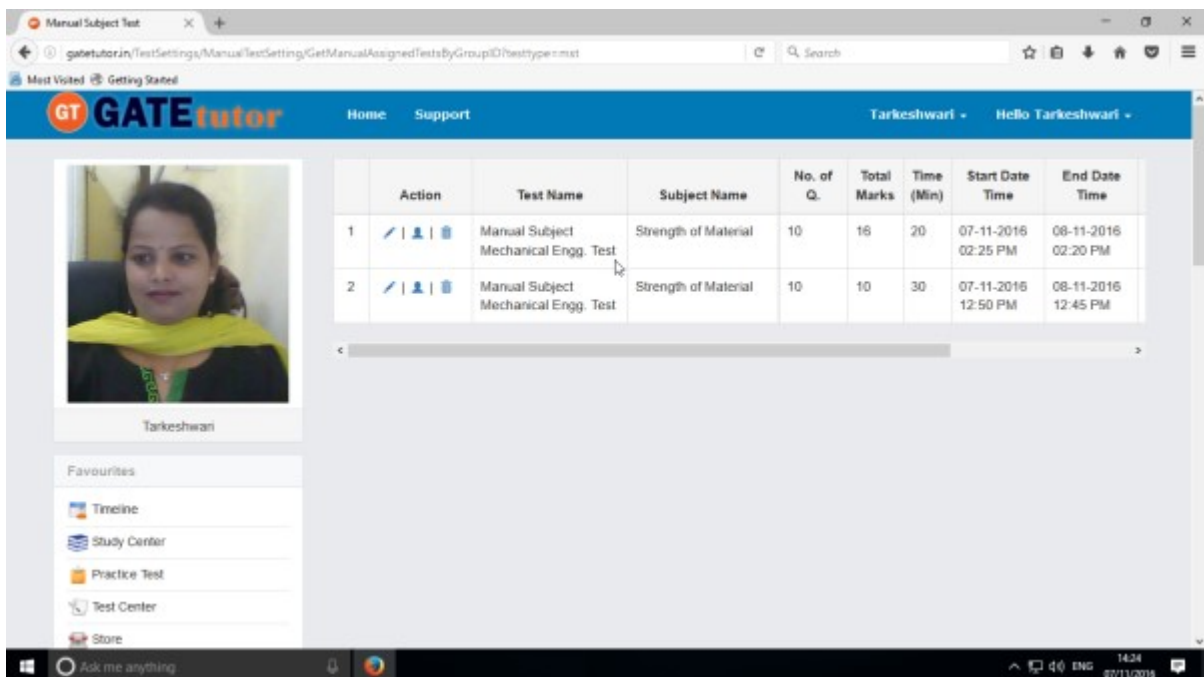 Manual Subject Test
gatetutor.in/TestSettings/ManualTestSetting/GetManualAssignedTestsByGroupID?testtype=mst
Search
Most Visited Getting Started
GT GATEtutor Home Support Tarkeshwari Hello Tarkeshwari
Action Test Name Subject Name No. of Q. Total Marks Time (Min) Start Date Time End Date Time
1 Manual Subject Mechanical Engg. Test Strength of Material 10 16 20 07-11-2016 02:25 PM 08-11-2016 02:20 PM
2 Manual Subject Mechanical Engg. Test Strength of Material 10 10 30 07-11-2016 12:50 PM 08-11-2016 12:45 PM
Tarkeshwari
Favourites
Timeline
Study Center
Practice Test
Test Center
Store
Ask me anything
ENG 14:24
07/11/2016